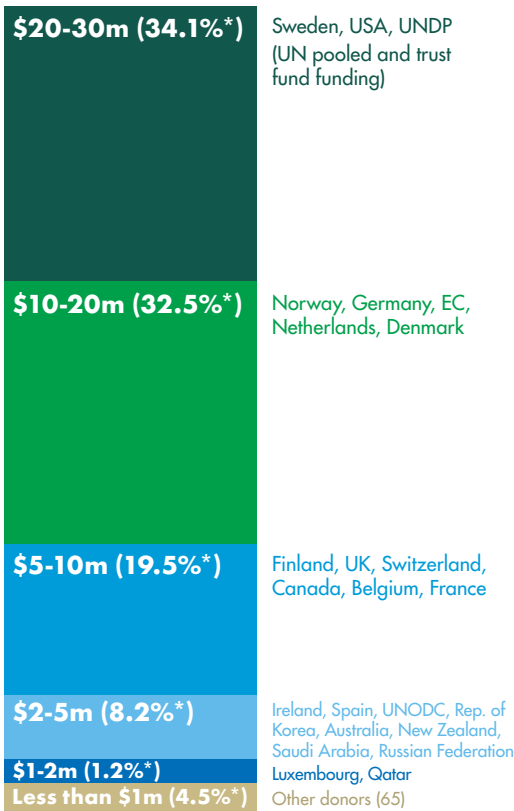 $20-30m (34.1%*)
Sweden, USA, UNDP
(UN pooled and trust
fund funding)
$10-20m (32.5%*)
Norway, Germany, EC,
Netherlands, Denmark
$5-10m (19.5%*)
Finland, UK, Switzerland,
Canada, Belgium, France
$2-5m (8.2%*)
Ireland, Spain, UNODC, Rep. of
Korea, Australia, New Zealand,
Saudi Arabia, Russian Federation
$1-2m (1.2%*)
Luxembourg, Qatar
Less than $1m (4.5%*)
Other donors (65)